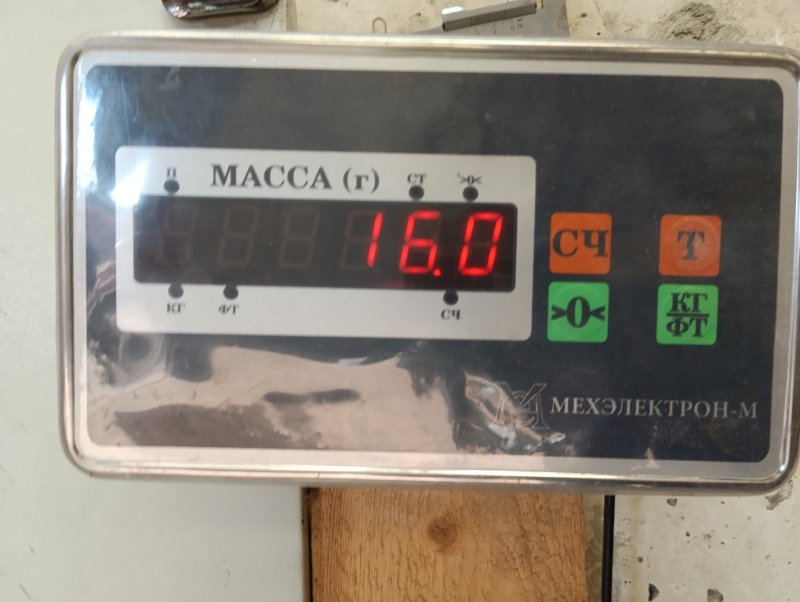 П МАССА (г) СТ >0<
16.0
КГ ФТ СЧ
СЧ Т
>0< КГ/ФТ
МЕХЭЛЕКТРОН-М